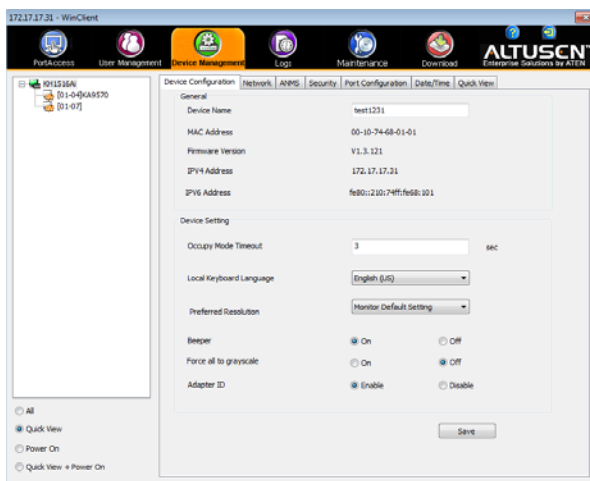 172.17.17.31 - WinClient
PortAccess User Management Device Management Logs Maintenance Download
ALTUSCN
Enterprise Solutions by ATEN
KH1516Ai
[01-04]KA9570
[01-07]
Device Configuration Network ANMS Security Port Configuration Date/Time Quick View
General
Device Name test1231
MAC Address 00-10-74-68-01-01
Firmware Version V1.3.121
IPV4 Address 172.17.17.31
IPV6 Address fe80::210:74ff:fe68:101
Device Setting
Occupy Mode Timeout 3 sec
Local Keyboard Language English (US)
Preferred Resolution Monitor Default Setting
Beeper On Off
Force all to grayscale On Off
Adapter ID Enable Disable
All
Quick View
Power On
Quick View + Power On
Save